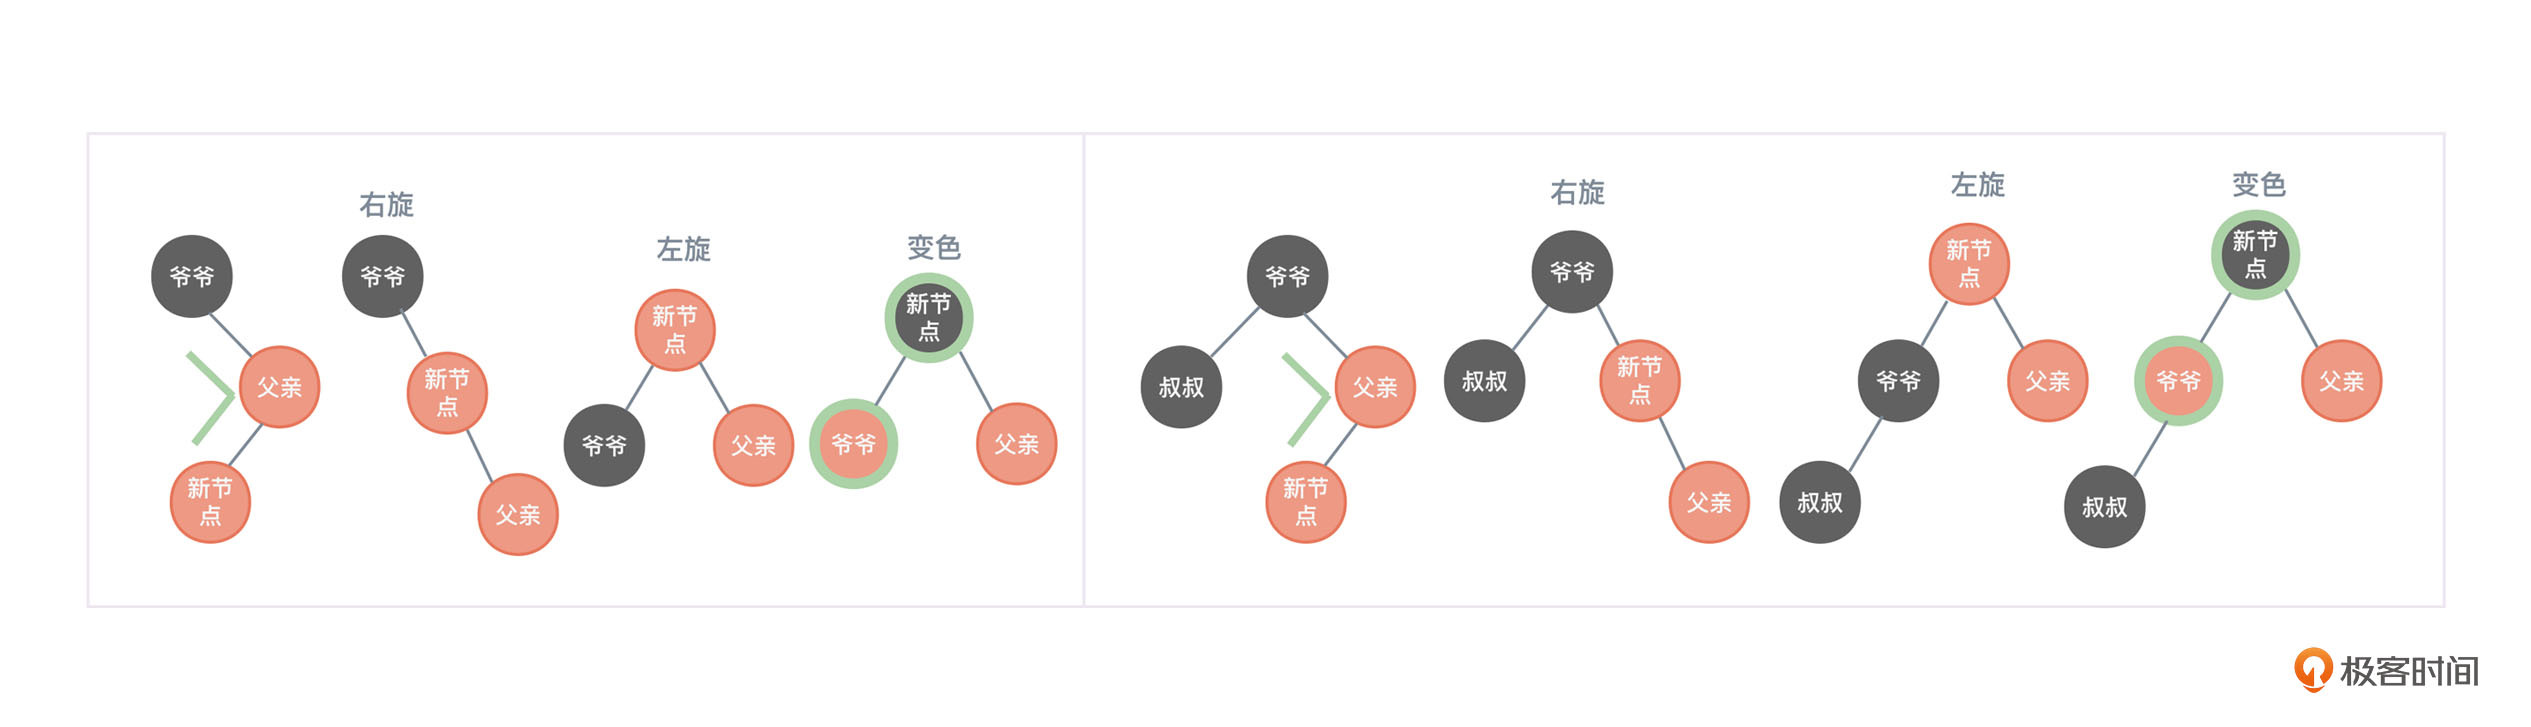 右旋
爷爷
爷爷
父亲
新节
点
新节
点
父亲
左旋
新节
点
爷爷
父亲
变色
新节
点
爷爷
父亲
爷爷
叔叔
父亲
新节
点
右旋
爷爷
叔叔
新节
点
父亲
左旋
新节
点
爷爷
父亲
叔叔
变色
新节
点
爷爷
父亲
叔叔
极客时间